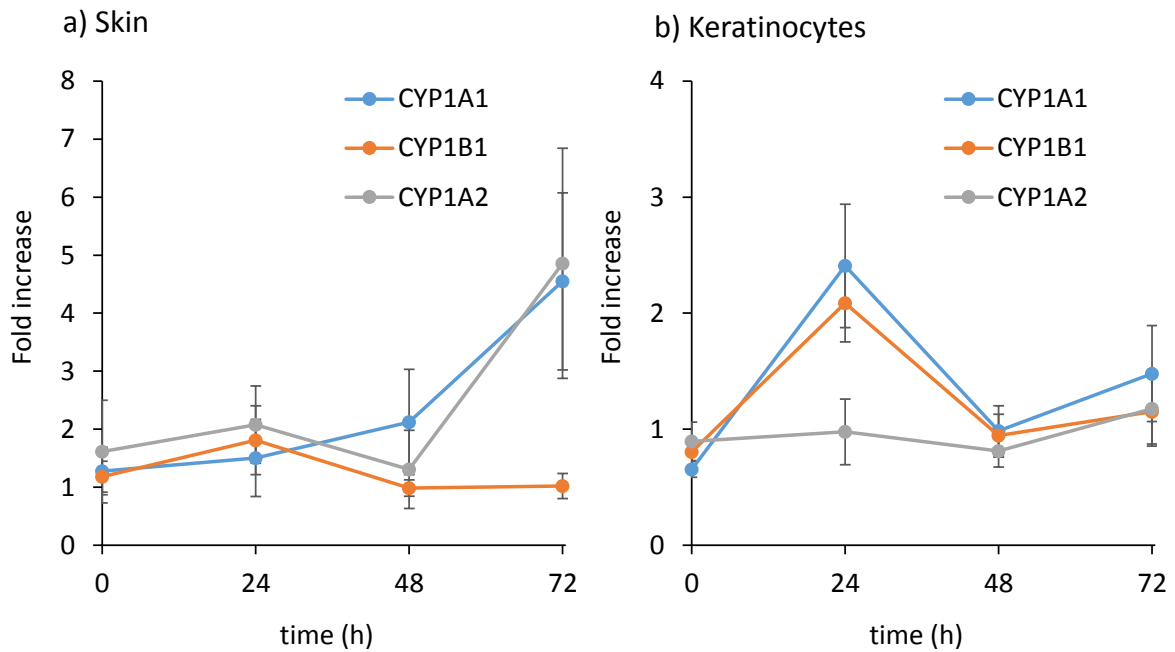 a) Skin
8
7
6
5
4
3
2
1
0
Fold increase
0 24 48 72
time (h)
CYP1A1
CYP1B1
CYP1A2
b) Keratinocytes
4
3
2
1
0
Fold increase
0 24 48 72
time (h)
CYP1A1
CYP1B1
CYP1A2